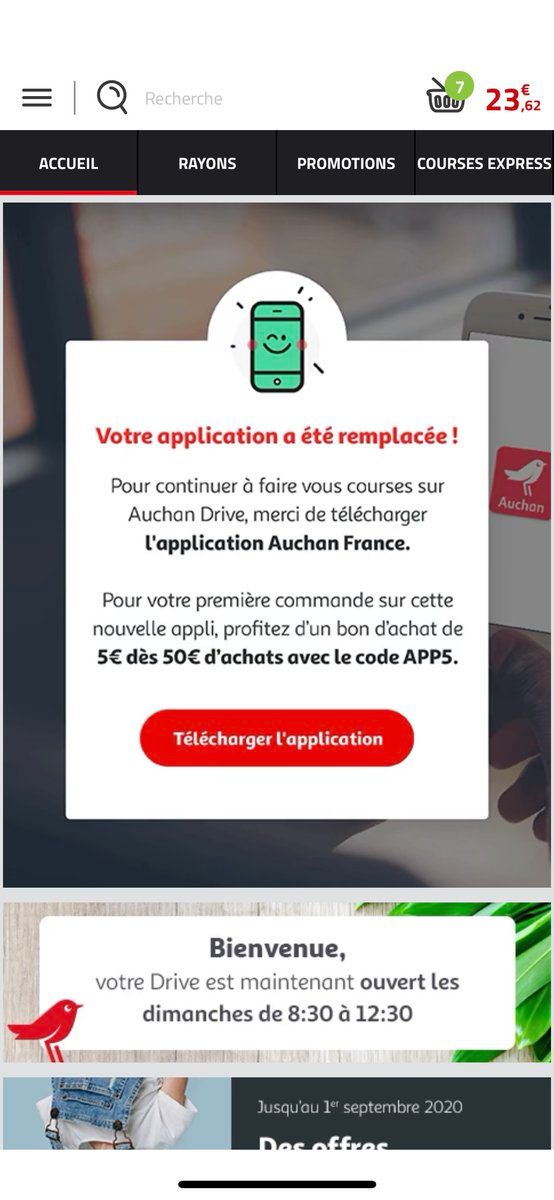 Recherche
7
23€,62
ACCUEIL
RAYONS
PROMOTIONS
COURSES EXPRESS
Votre application a été remplacée !
Pour continuer à faire vous courses sur
Auchan Drive, merci de télécharger
l'application Auchan France.
Auchan
Pour votre première commande sur cette
nouvelle appli, profitez d'un bon d'achat de
5€ dès 50€ d'achats avec le code APP5.
Télécharger l'application
Bienvenue,
votre Drive est maintenant ouvert les
dimanches de 8:30 à 12:30
Jusqu'au 1er septembre 2020
Des offres